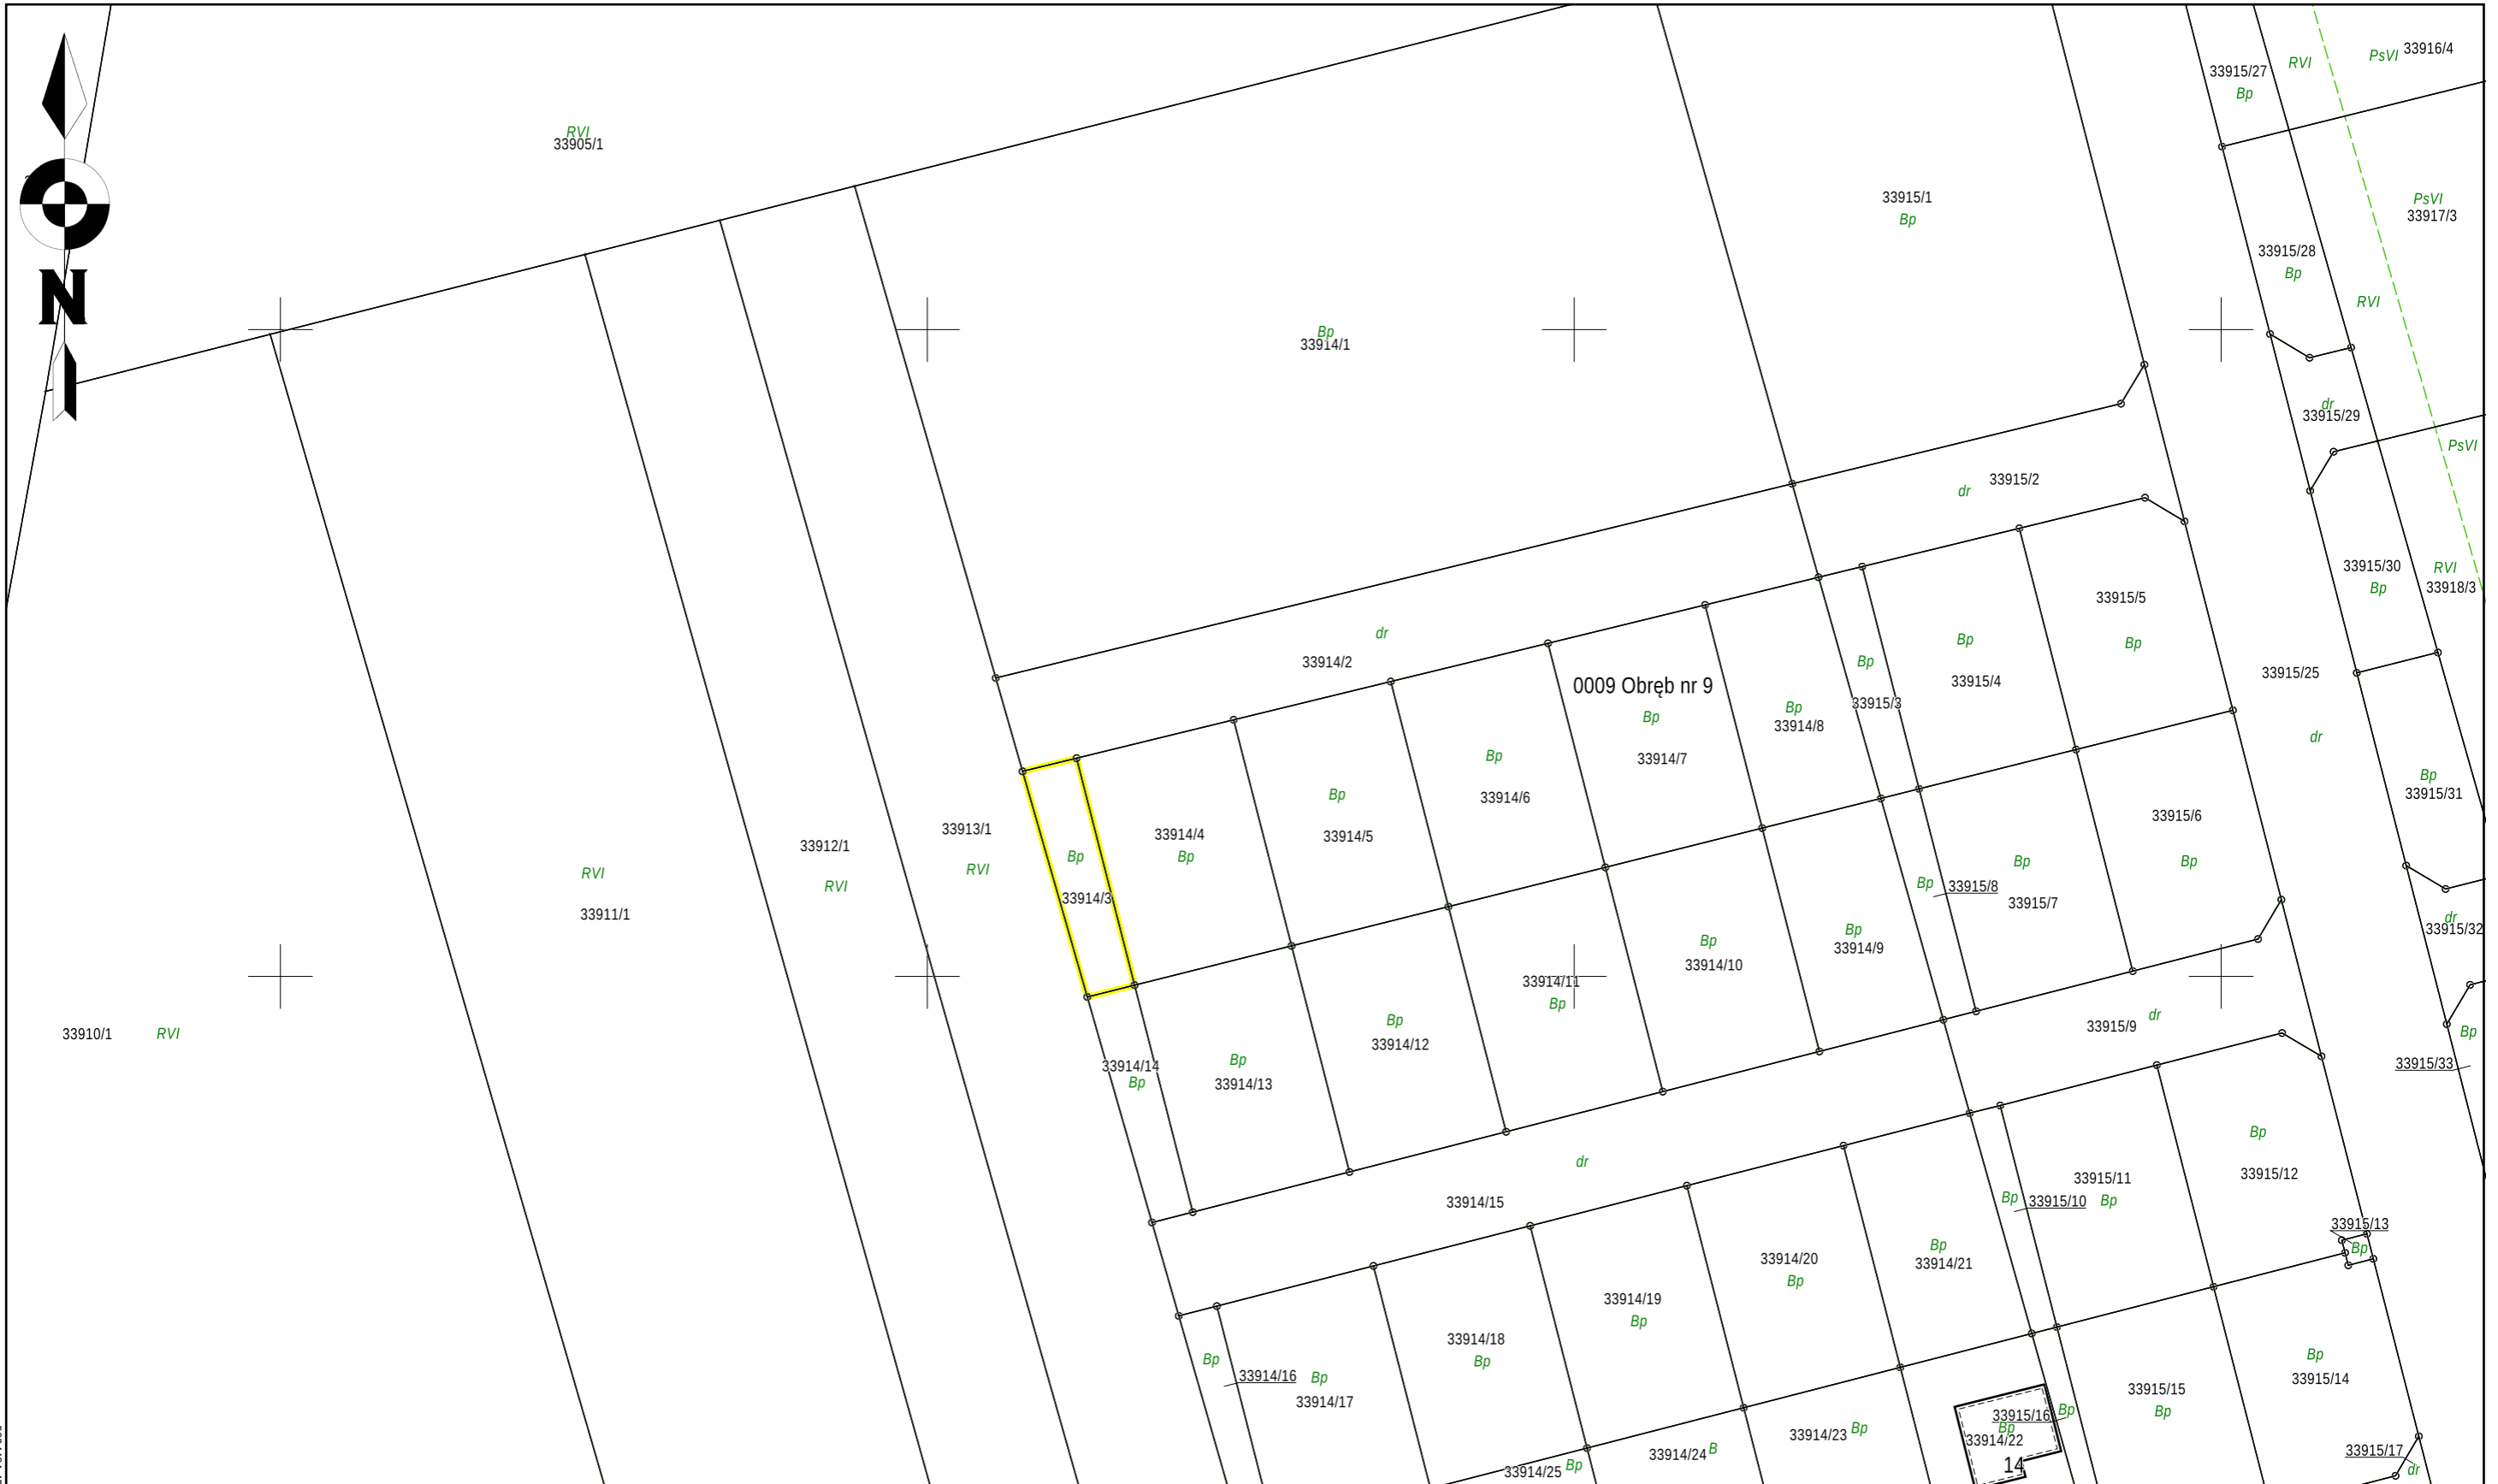 33916/4
PsVI
RVI
33915/27
Bp
RVI
33905/1
33915/1
Bp
PsVI
33917/3
33915/28
Bp
N
RVI
Bp
33914/1
dr
33915/29
PsVI
33915/2
dr
33915/30
Bp
RVI
33918/3
33915/5
Bp
dr
33914/2
Bp
33915/4
Bp
33915/3
33915/25
dr
0009 Obręb nr 9
Bp
33914/7
Bp
33914/8
Bp
33914/6
Bp
33914/5
Bp
33915/31
33915/6
Bp
33914/4
Bp
33913/1
RVI
33912/1
RVI
Bp
33914/3
RVI
33911/1
Bp
33915/8
Bp
33915/7
dr
33915/32
Bp
33914/9
Bp
33914/10
33914/11
Bp
33910/1 RVI
33915/9
dr
Bp
33915/33
Bp
33914/12
Bp
33914/13
33914/14
Bp
dr
33914/15
Bp
33915/12
33915/11
Bp
Bp
33915/10
33915/13
Bp
Bp
33914/21
33914/20
Bp
33914/19
Bp
33914/18
Bp
Bp
33914/16
Bp
33914/17
Bp
33915/14
33915/15
Bp
33915/16 Bp
Bp
33914/22
14
33914/23 Bp
33914/24 B
33914/25 Bp
33915/17
dr